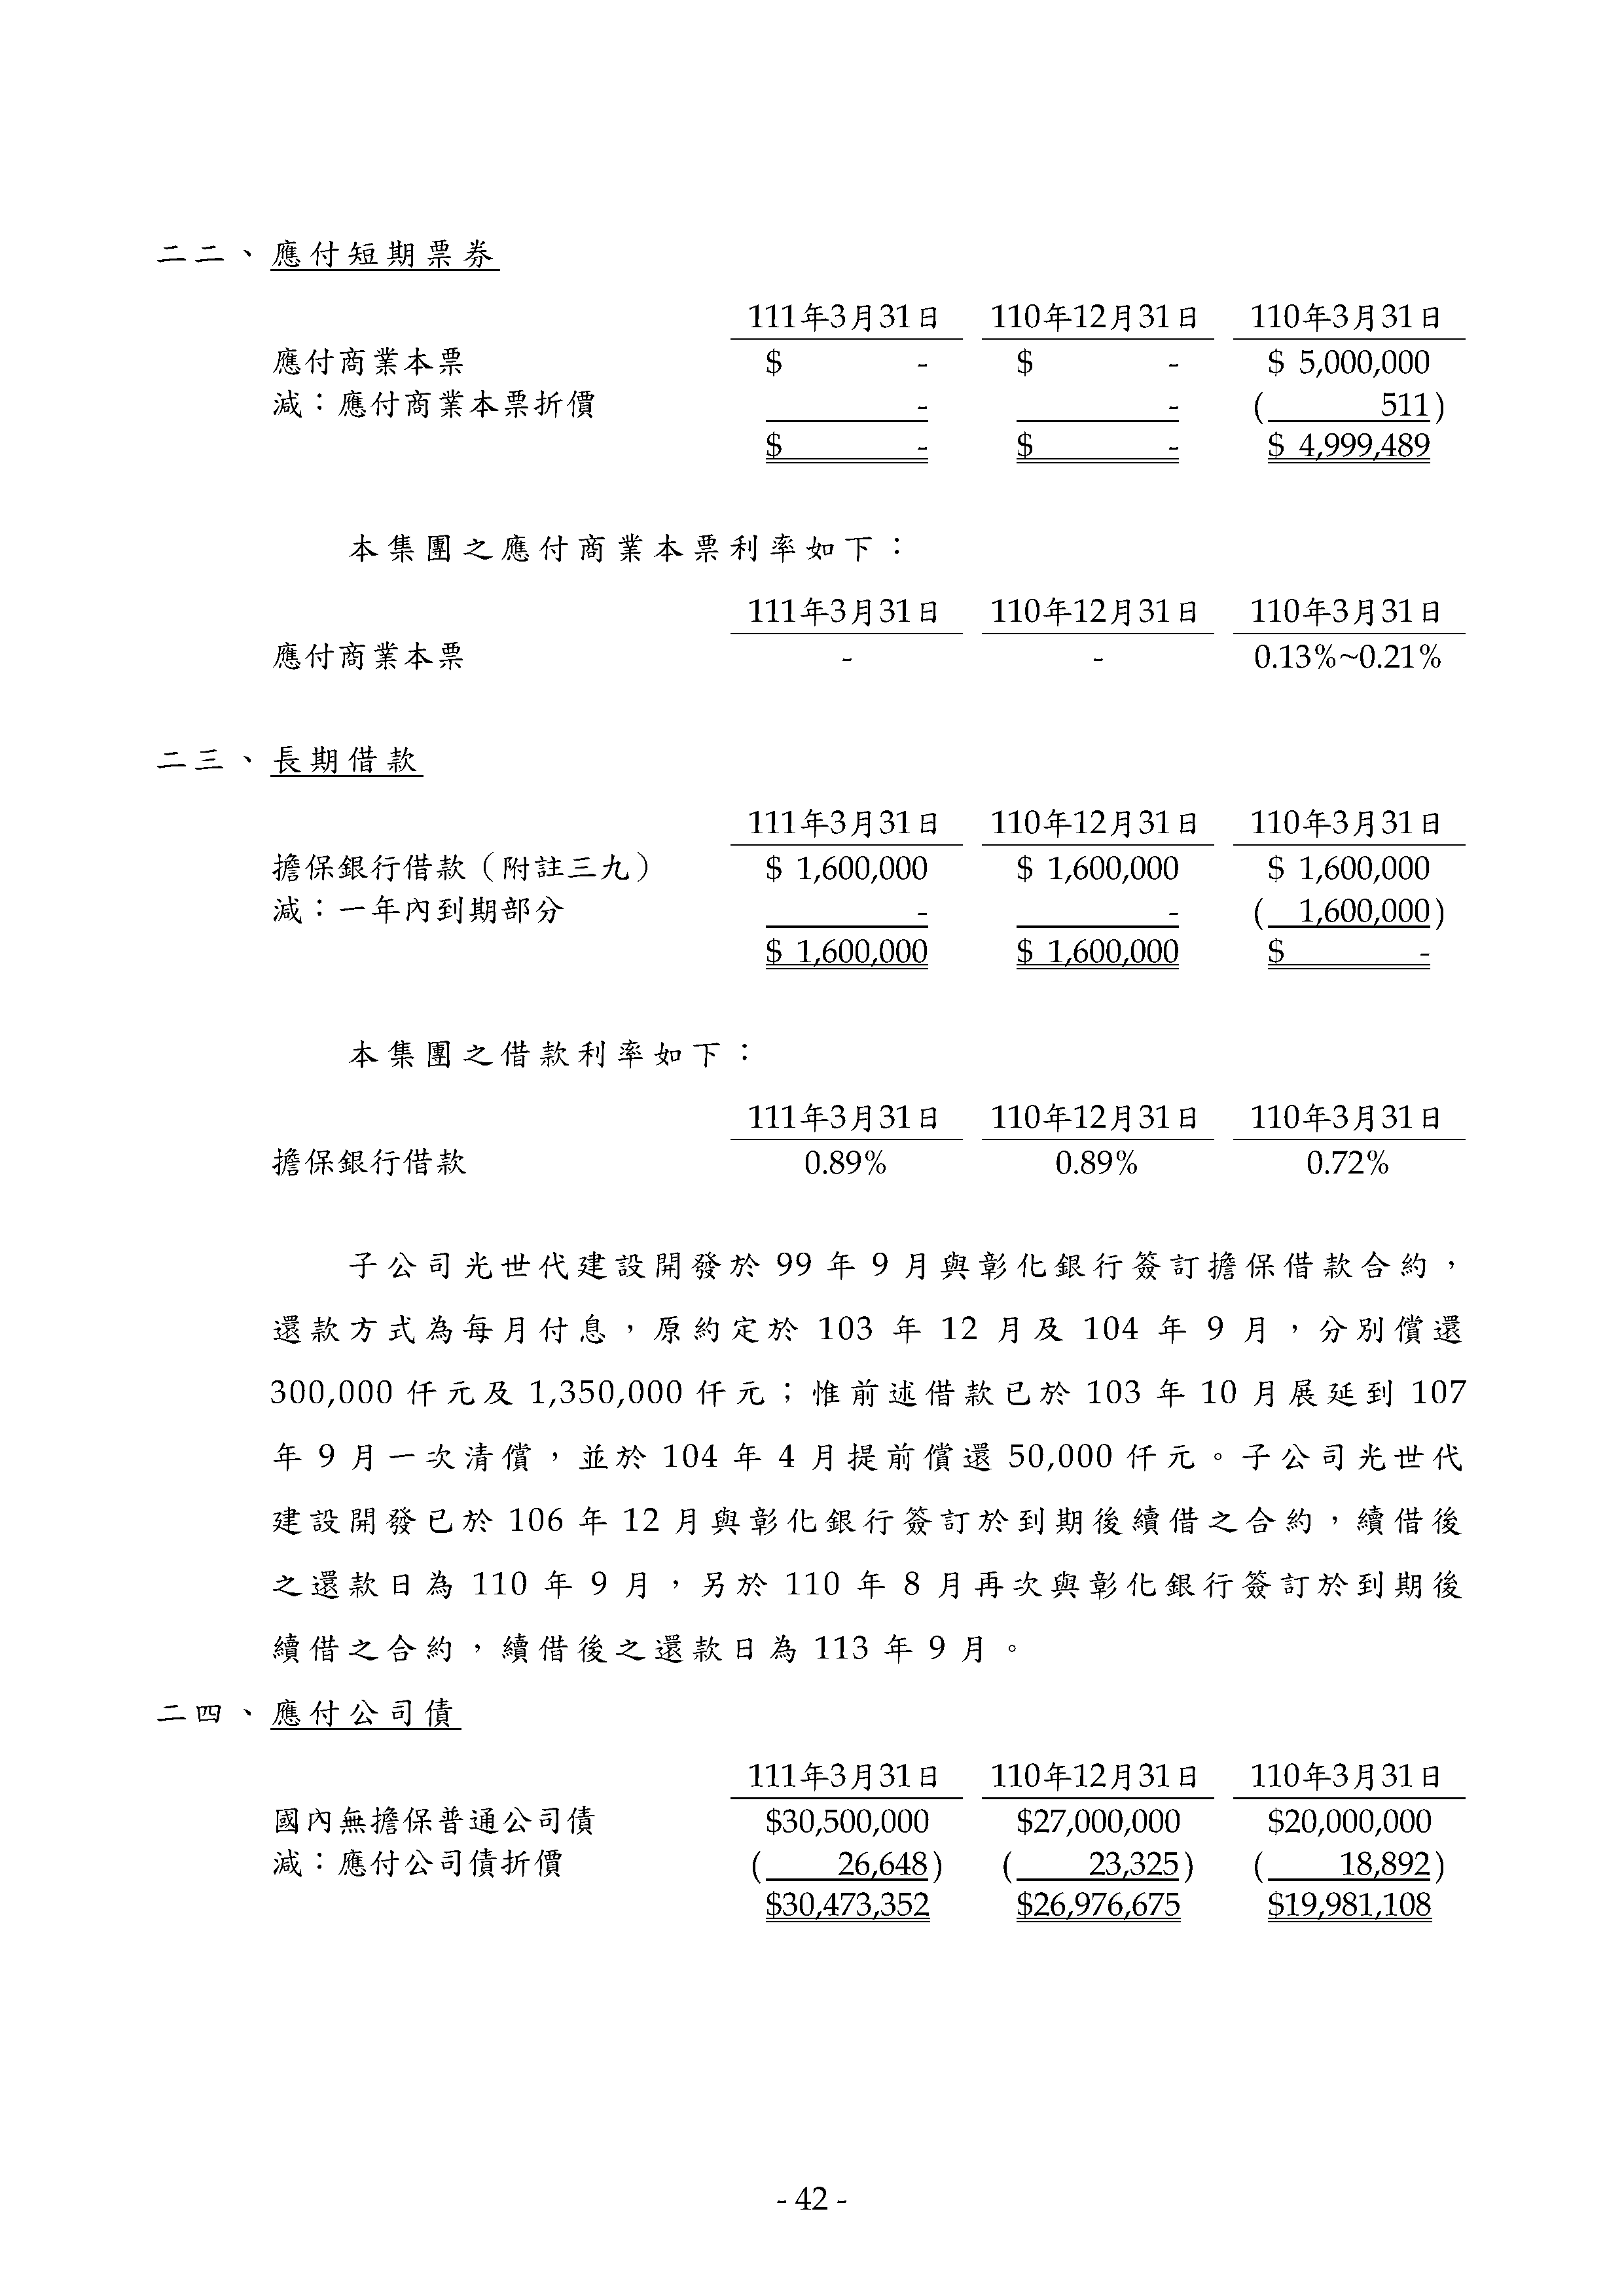 二二、應付短期票券
111年3月31日 110年12月31日 110年3月31日
應付商業本票 $ - $ - $ 5,000,000
減：應付商業本票折價 - - ( 511)
$ - $ - $ 4,999,489
本集團之應付商業本票利率如下：
111年3月31日 110年12月31日 110年3月31日
應付商業本票 - - 0.13%~0.21%
二三、長期借款
111年3月31日 110年12月31日 110年3月31日
擔保銀行借款（附註三九） $ 1,600,000 $ 1,600,000 $ 1,600,000
減：一年內到期部分 - - ( 1,600,000)
$ 1,600,000 $ 1,600,000 $ -
本集團之借款利率如下：
111年3月31日 110年12月31日 110年3月31日
擔保銀行借款 0.89% 0.89% 0.72%
子公司光世代建設開發於 99 年 9 月與彰化銀行簽訂擔保借款合約，
還款方式為每月付息，原約定於 103 年 12 月及 104 年 9 月，分別償還
300,000 仟元及 1,350,000 仟元；惟前述借款已於 103 年 10 月展延到 107
年 9 月一次清償，並於 104 年 4 月提前償還 50,000 仟元。子公司光世代
建設開發已於 106 年 12 月與彰化銀行簽訂於到期後續借之合約，續借後
之還款日為 110 年 9 月，另於 110 年 8 月再次與彰化銀行簽訂於到期後
續借之合約，續借後之還款日為 113 年 9 月。
二四、應付公司債
111年3月31日 110年12月31日 110年3月31日
國內無擔保普通公司債 $30,500,000 $27,000,000 $20,000,000
減：應付公司債折價 ( 26,648) ( 23,325) ( 18,892)
$30,473,352 $26,976,675 $19,981,108
- 42 -